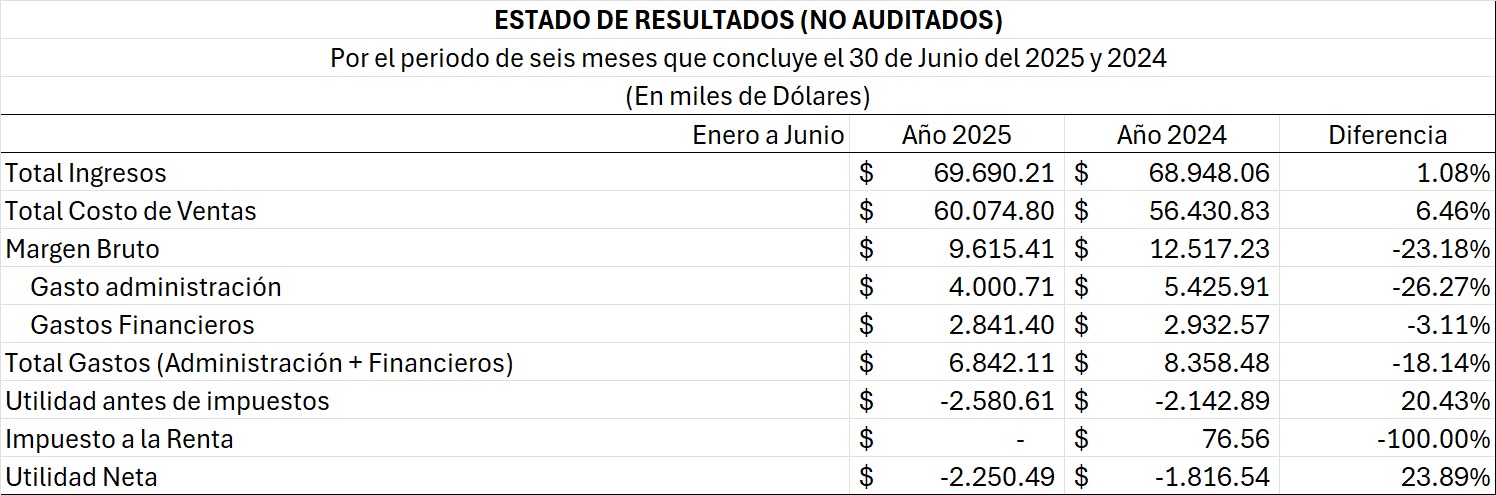 ESTADO DE RESULTADOS (NO AUDITADOS)
Por el periodo de seis meses que concluye el 30 de Junio del 2025 y 2024
(En miles de Dólares)
Enero a Junio Año 2025 Año 2024 Diferencia
Total Ingresos $ 69.690.21 $ 68.948.06 1.08%
Total Costo de Ventas $ 60.074.80 $ 56.430.83 6.46%
Margen Bruto $ 9.615.41 $ 12.517.23 -23.18%
Gasto administración $ 4.000.71 $ 5.425.91 -26.27%
Gastos Financieros $ 2.841.40 $ 2.932.57 -3.11%
Total Gastos (Administración + Financieros) $ 6.842.11 $ 8.358.48 -18.14%
Utilidad antes de impuestos $ -2.580.61 $ -2.142.89 20.43%
Impuesto a la Renta $ - $ 76.56 -100.00%
Utilidad Neta $ -2.250.49 $ -1.816.54 23.89%